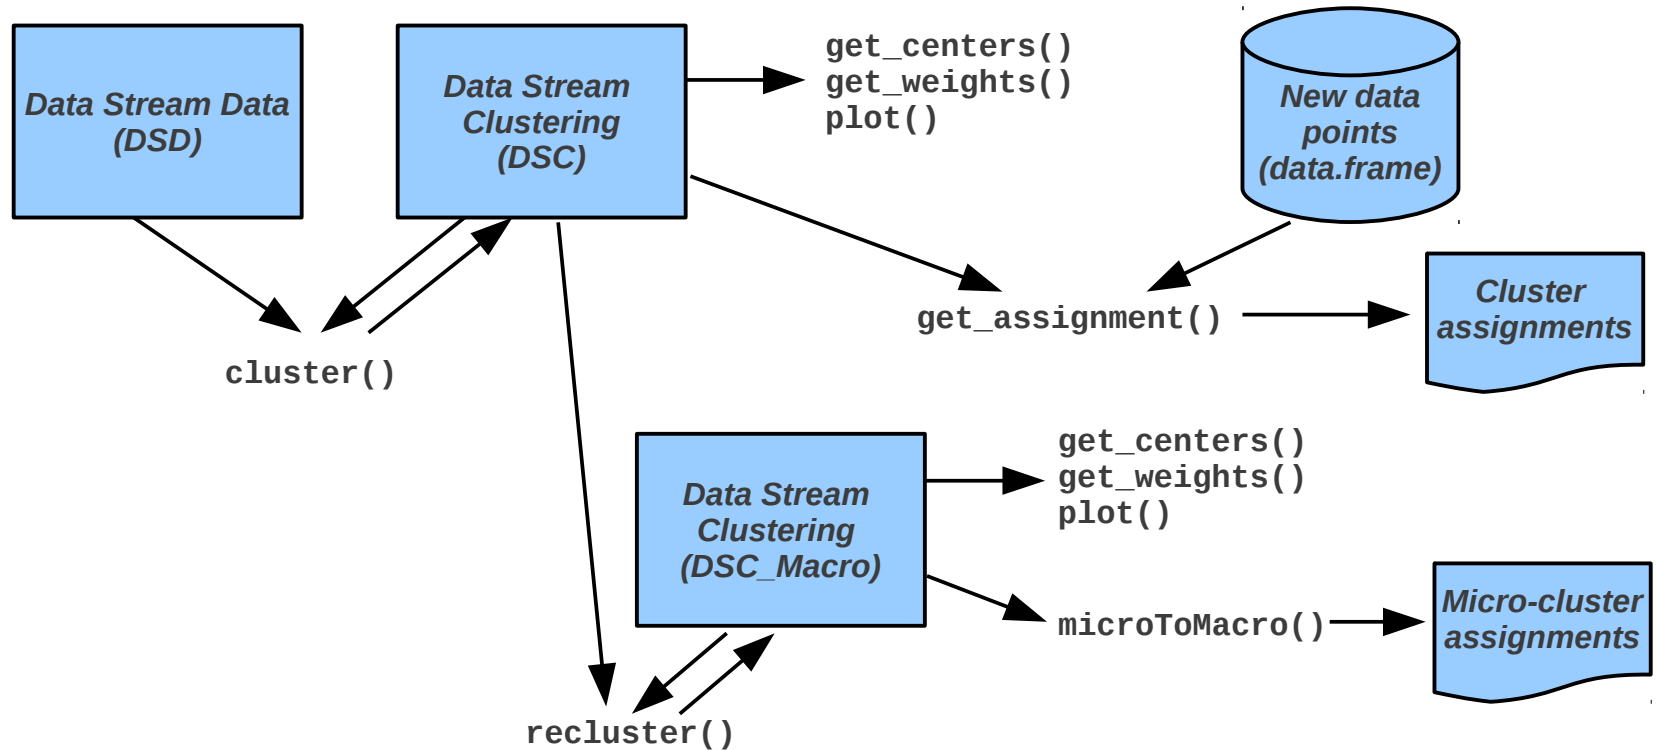 Data Stream Data
(DSD)
Data Stream
Clustering
(DSC)
get_centers()
get_weights()
plot()
New data
points
(data.frame)
cluster()
get_assignment()
Cluster
assignments
Data Stream
Clustering
(DSC_Macro)
get_centers()
get_weights()
plot()
microToMacro()
Micro-cluster
assignments
recluster()